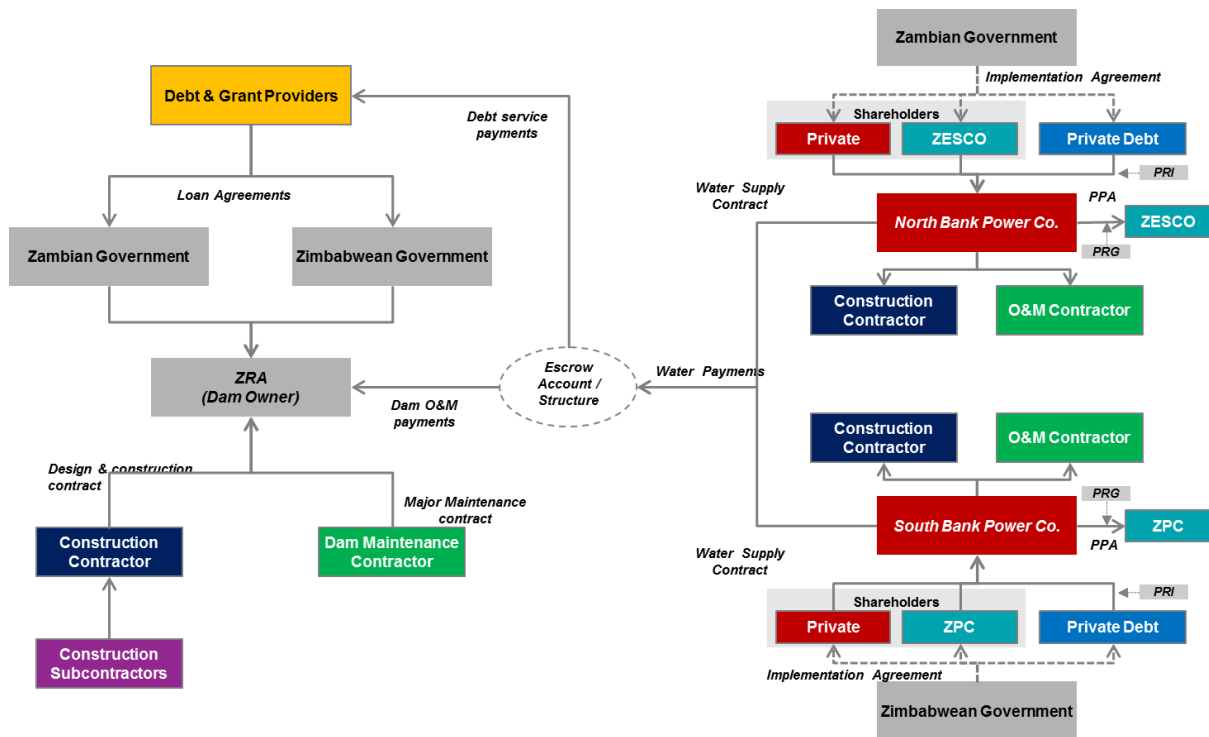 Zambian Government
Implementation Agreement
Debt & Grant Providers
Debt service
payments
Shareholders
Private
ZESCO
Private Debt
PRI
Loan Agreements
Water Supply
Contract
PPA
North Bank Power Co.
ZESCO
PRG
Zambian Government
Zimbabwean Government
Construction
Contractor
O&M Contractor
ZRA
(Dam Owner)
Escrow
Account /
Structure
Water Payments
Dam O&M
payments
Construction
Contractor
O&M Contractor
Design & construction
contract
Major Maintenance
contract
PRG
South Bank Power Co.
ZPC
PPA
Construction
Contractor
Dam Maintenance
Contractor
Water Supply
Contract
Shareholders
PRI
Private
ZPC
Private Debt
Construction
Subcontractors
Implementation Agreement
Zimbabwean Government